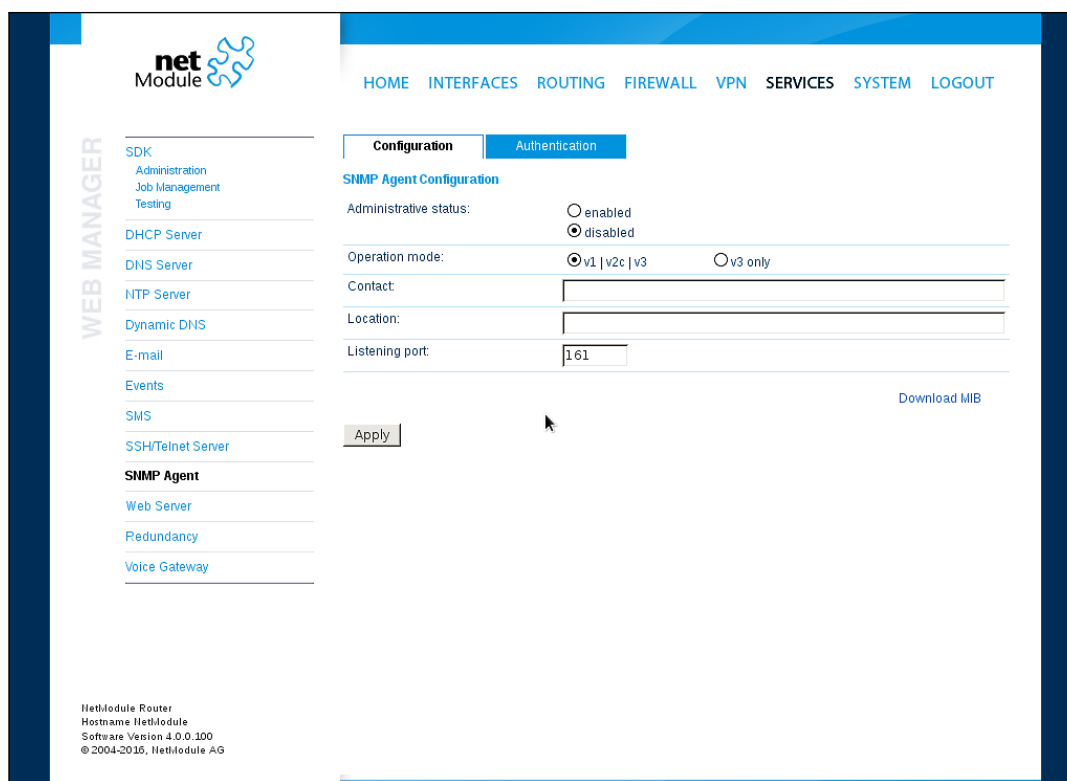 net
Module
HOME INTERFACES ROUTING FIREWALL VPN SERVICES SYSTEM LOGOUT
WEB MANAGER
SDK
Administration
Job Management
Testing
DHCP Server
DNS Server
NTP Server
Dynamic DNS
E-mail
Events
SMS
SSH/Telnet Server
SNMP Agent
Web Server
Redundancy
Voice Gateway
Configuration Authentication
SNMP Agent Configuration
Administrative status: enabled
disabled
Operation mode: v1 | v2c | v3 v3 only
Contact:
Location:
Listening port: 161
Download MIB
Apply
NetModule Router
Hostname NetModule
Software Version 4.0.0.100
© 2004-2016, NetModule AG